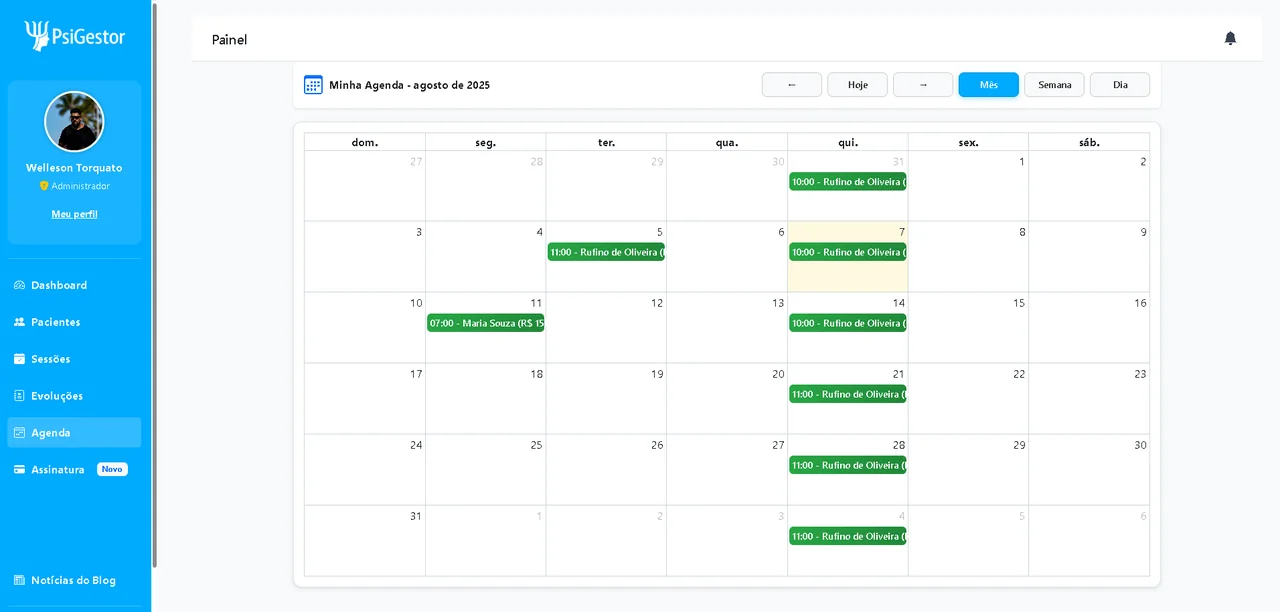 PsiGestor
Welleson Torquato
Administrador
Meu perfil
Dashboard
Pacientes
Sessões
Evoluções
Agenda
Assinatura Novo
Notícias do Blog
Painel
Minha Agenda - agosto de 2025
← Hoje → Mês Semana Dia
dom. seg. ter. qua. qui. sex. sáb.
27 28 29 30 31 1 2
10:00 - Rufino de Oliveira (
3 4 5 6 7 8 9
11:00 - Rufino de Oliveira ( 10:00 - Rufino de Oliveira (
10 11 12 13 14 15 16
07:00 - Maria Souza (R$ 15 10:00 - Rufino de Oliveira (
17 18 19 20 21 22 23
11:00 - Rufino de Oliveira (
24 25 26 27 28 29 30
11:00 - Rufino de Oliveira (
31 1 2 3 4 5 6
11:00 - Rufino de Oliveira (